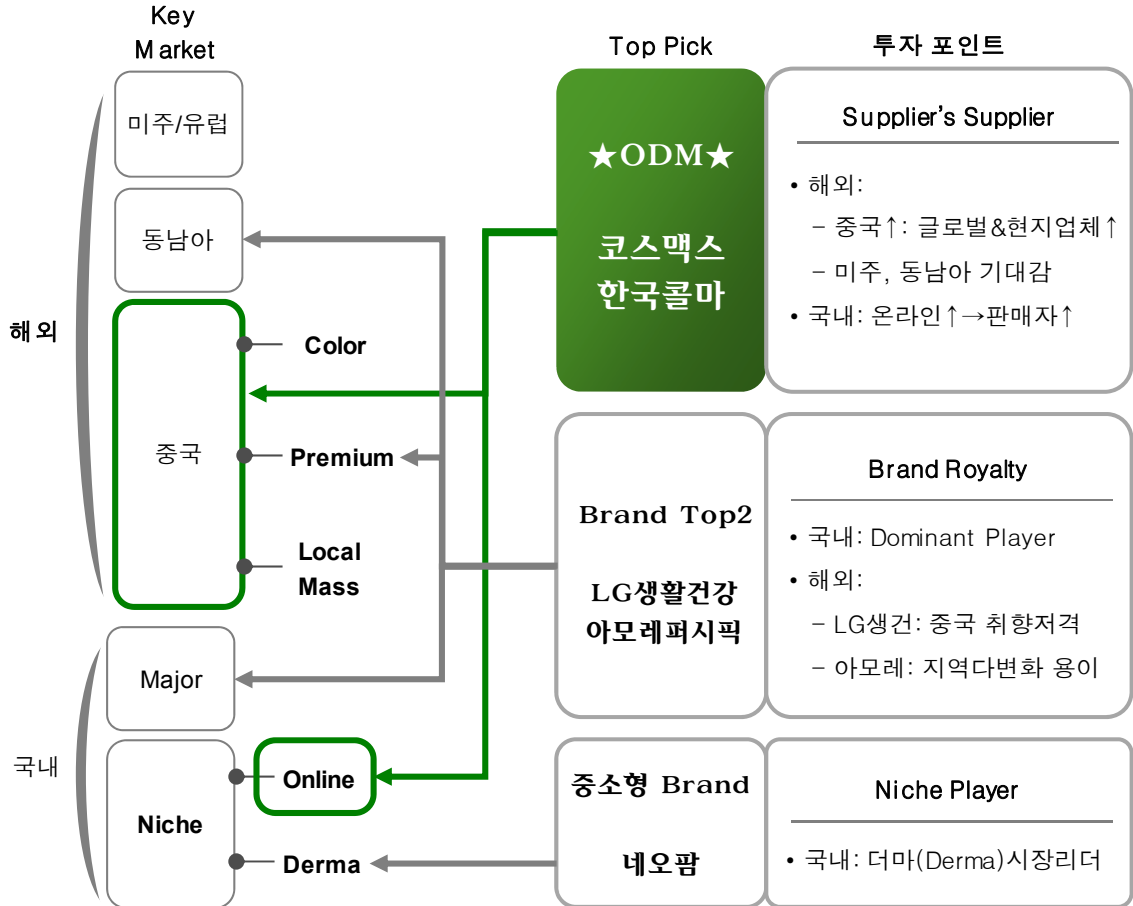 Key
Market
Top Pick
투자 포인트
해외
미주/유럽
동남아
중국
Color
Premium
Local
Mass
국내
Major
Niche
Online
Derma
★ODM★
코스맥스
한국콜마
Supplier's Supplier
• 해외:
– 중국↑: 글로벌&현지업체↑
– 미주, 동남아 기대감
• 국내: 온라인↑→판매자↑
Brand Top2
LG생활건강
아모레퍼시픽
Brand Royalty
• 국내: Dominant Player
• 해외:
– LG생건: 중국 취향저격
– 아모레: 지역다변화 용이
중소형 Brand
네오팜
Niche Player
• 국내: 더마(Derma)시장리더